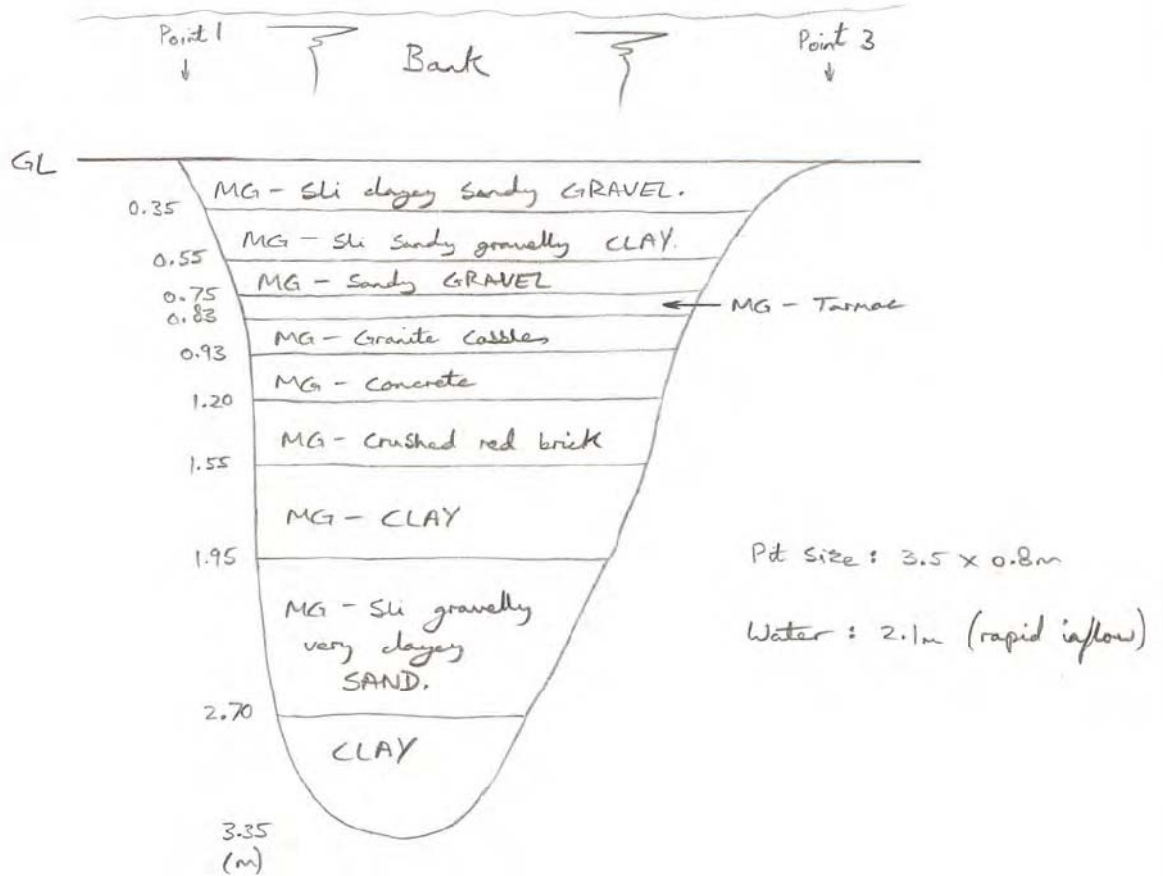 Point 1
Bank
Point 3
GL
MG - Sli clayey Sandy GRAVEL.
0.35
MG - Sli Sandy gravelly CLAY.
0.55
MG - Sandy GRAVEL
0.75
MG - Tarmac
0.83
MG - Granite Cobbles
0.93
MG - Concrete
1.20
MG - Crushed red brick
1.55
MG - CLAY
1.95
Pit Size : 3.5 x 0.8m
MG - Sli gravelly
very clayey
SAND.
Water : 2.1m (rapid inflow)
2.70
CLAY
3.35
(m)